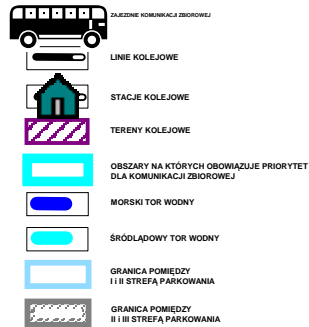 ZAJEZDNIE KOMUNIKACJI ZBIOROWEJ
LINIE KOLEJOWE
STACJE KOLEJOWE
TERENY KOLEJOWE
OBSZARY NA KTÓRYCH OBOWIĄZUJE PRIORYTET
DLA KOMUNIKACJI ZBIOROWEJ
MORSKI TOR WODNY
ŚRÓDLĄDOWY TOR WODNY
GRANICA POMIĘDZY
I i II STREFĄ PARKOWANIA
GRANICA POMIĘDZY
II i III STREFĄ PARKOWANIA